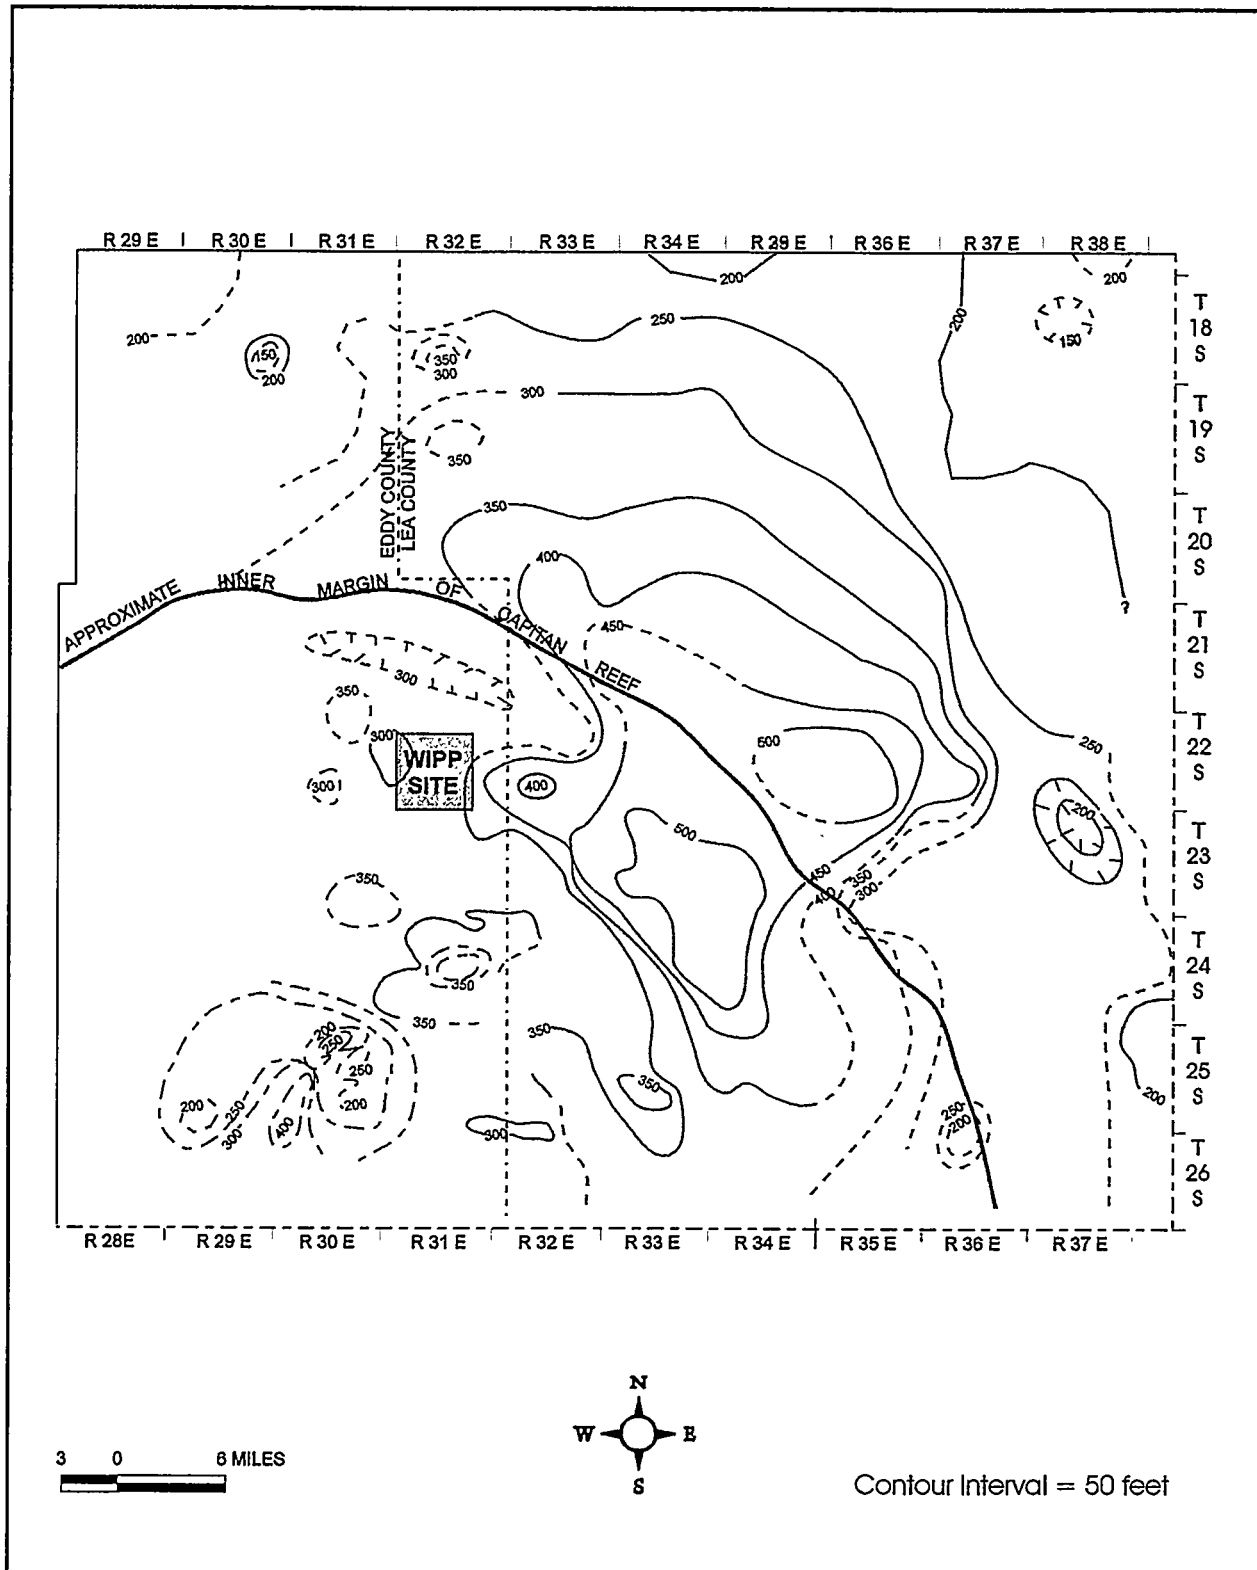 R 29 E R 30 E R 31 E R 32 E R 33 E R 34 E R 29 E R 36 E R 37 E R 38 E
200 200
200 250 200 T
18
S
150
200
350
300
150
300 T
19
S
350
EDDY COUNTY
LEA COUNTY
350 T
20
S
400
APPROXIMATE INNER MARGIN OF CAPITAN REEF
?
450 T
21
S
300
350
300 500 250 T
22
S
WIPP
SITE
300 400
200
500 T
23
S
350 450 350
400 300
T
24
S
350
350 350
200
250
250
200
T
25
S
350 200
200 250
300 400
300
250
200
T
26
S
R 28E R 29 E R 30 E R 31 E R 32 E R 33 E R 34 E R 35 E R 36 E R 37 E
N
W E
S
3 0 6 MILES
Contour Interval = 50 feet